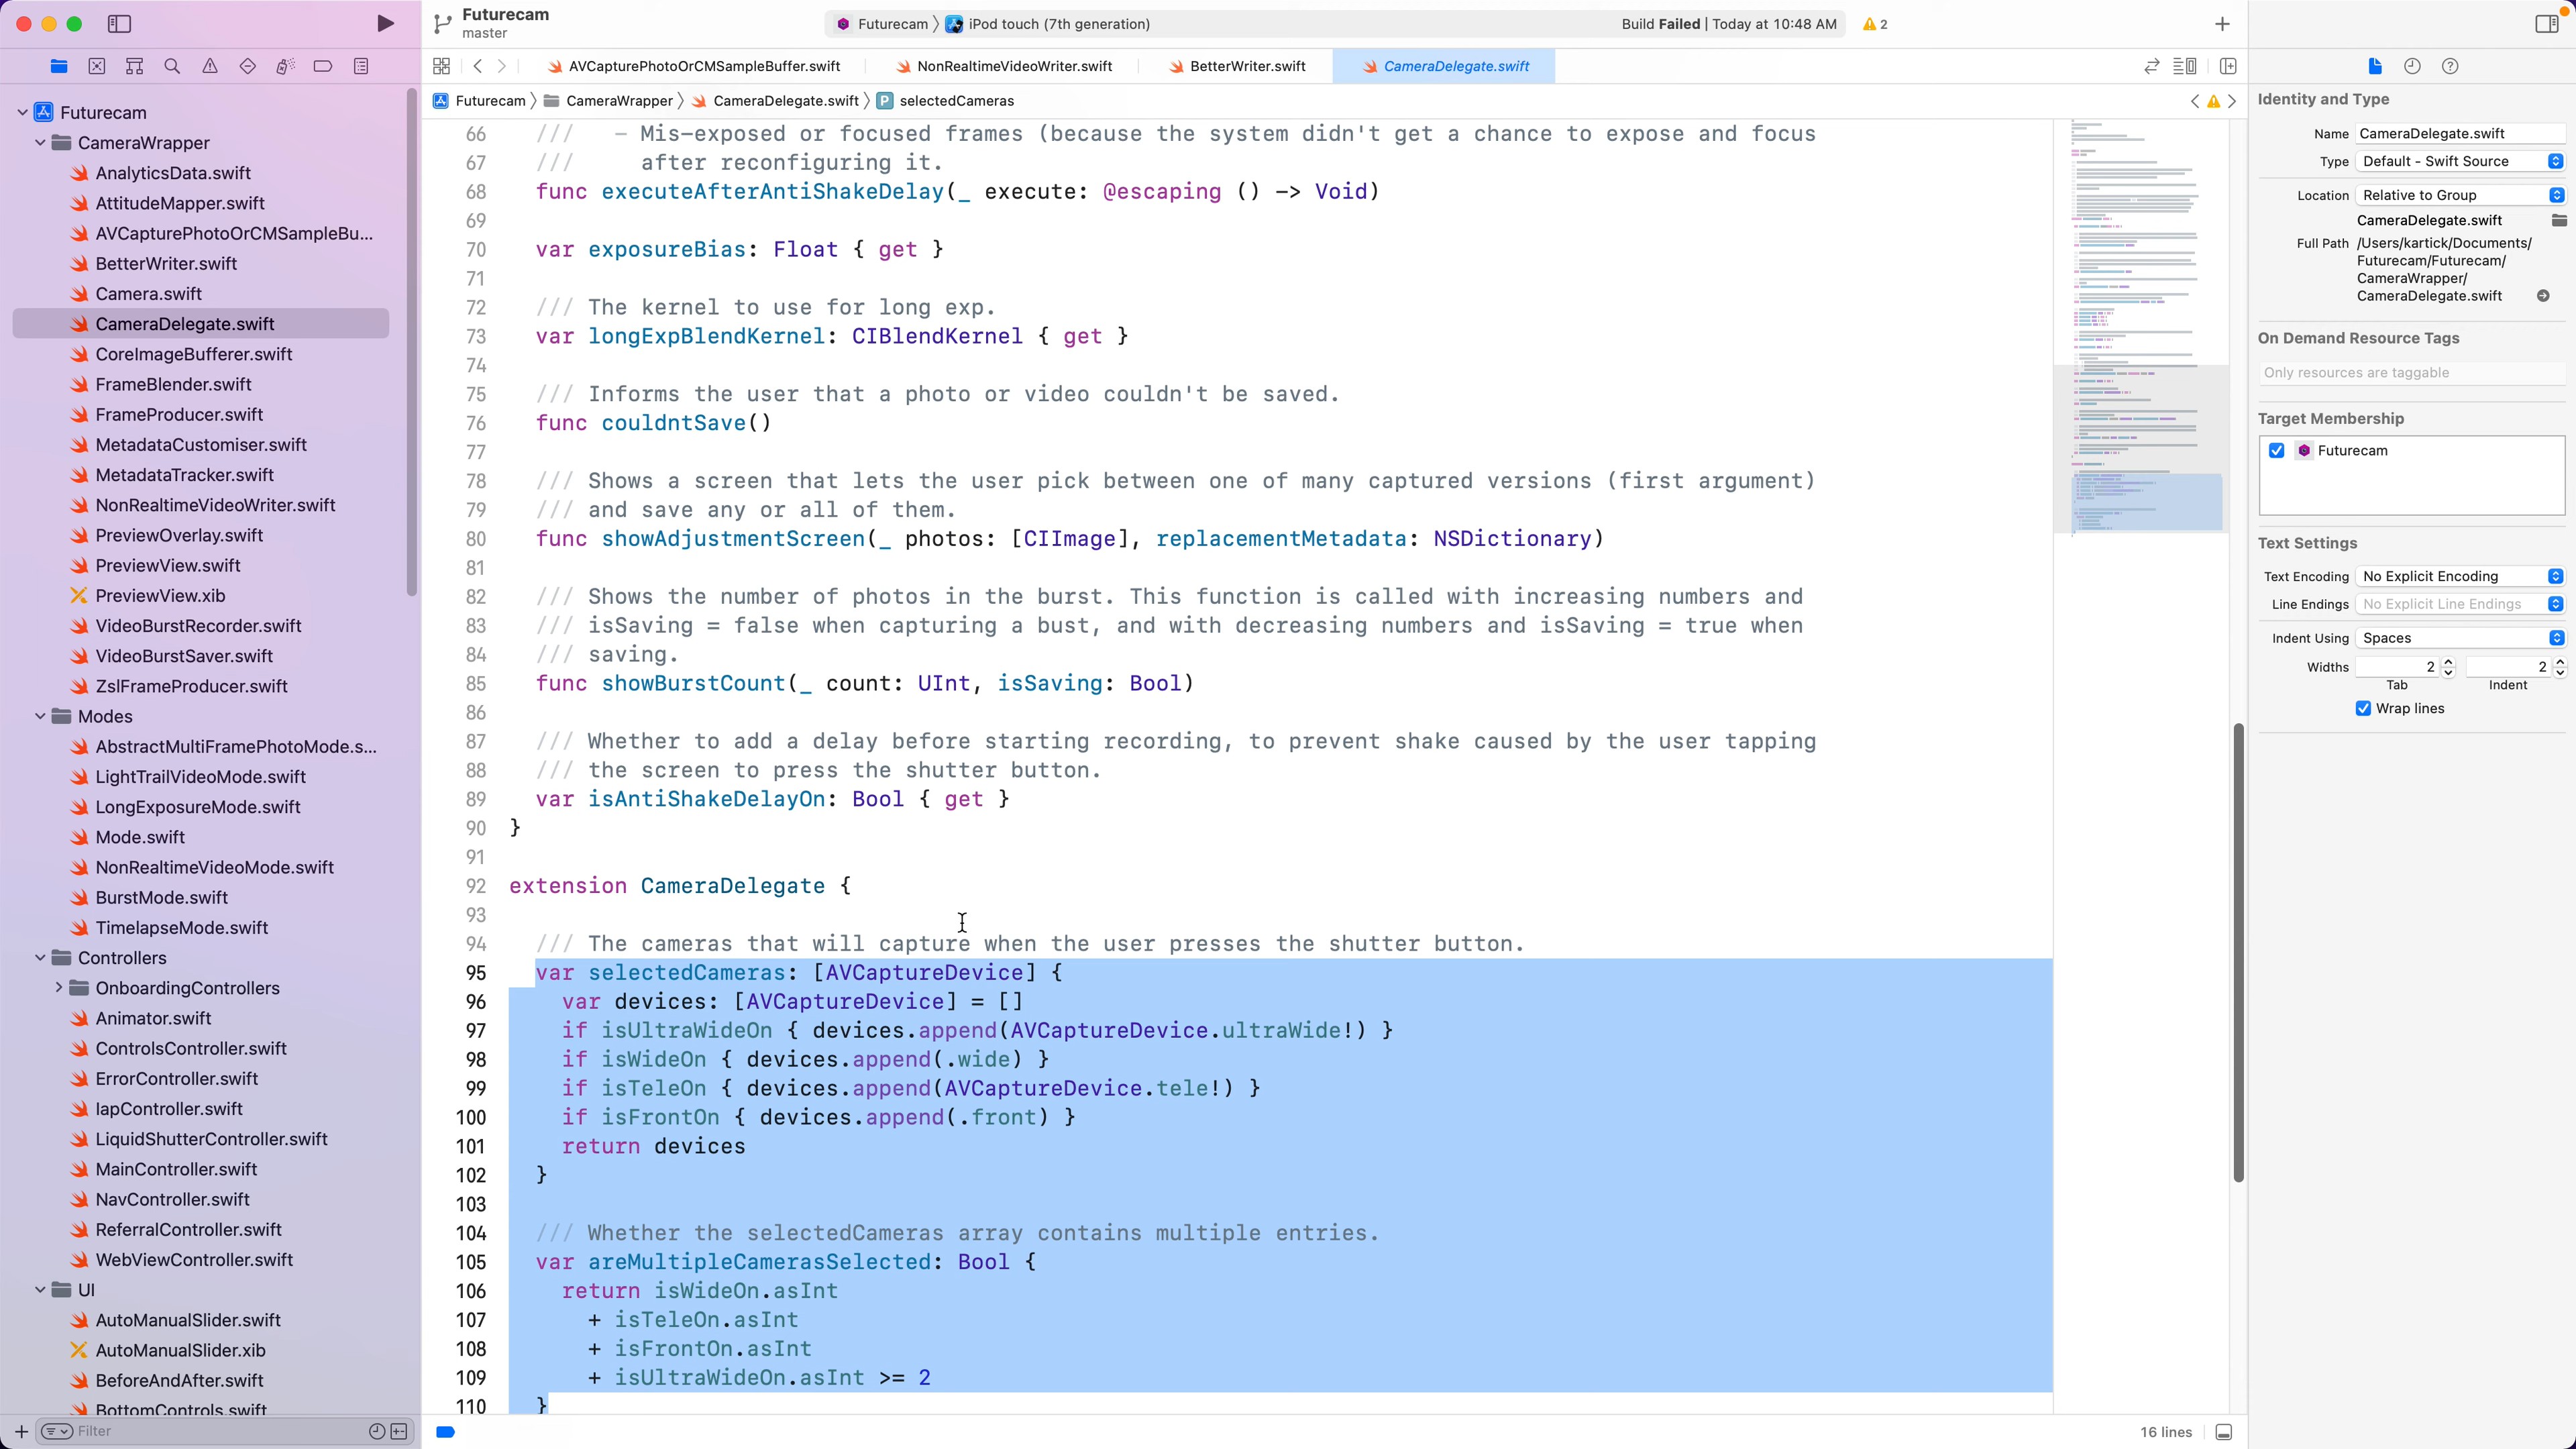 Futurecam
master
Futurecam
iPod touch (7th generation)
Build Failed | Today at 10:48 AM
2
AVCapturePhotoOrCMSampleBuffer.swift
NonRealtimeVideoWriter.swift
BetterWriter.swift
CameraDelegate.swift
Futurecam
CameraWrapper
CameraDelegate.swift
P
selectedCameras
Futurecam
CameraWrapper
AnalyticsData.swift
AttitudeMapper.swift
AVCapturePhotoOrCMSampleBu...
BetterWriter.swift
Camera.swift
CameraDelegate.swift
CoreImageBufferer.swift
FrameBlender.swift
FrameProducer.swift
MetadataCustomiser.swift
MetadataTracker.swift
NonRealtimeVideoWriter.swift
PreviewOverlay.swift
PreviewView.swift
PreviewView.xib
VideoBurstRecorder.swift
VideoBurstSaver.swift
ZslFrameProducer.swift
Modes
AbstractMultiFramePhotoMode.s...
LightTrailVideoMode.swift
LongExposureMode.swift
Mode.swift
NonRealtimeVideoMode.swift
BurstMode.swift
TimelapseMode.swift
Controllers
OnboardingControllers
Animator.swift
ControlsController.swift
ErrorController.swift
IapController.swift
LiquidShutterController.swift
MainController.swift
NavController.swift
ReferralController.swift
WebViewController.swift
UI
AutoManualSlider.swift
AutoManualSlider.xib
BeforeAndAfter.swift
BottomControls.swift
Filter
66 /// – Mis-exposed or focused frames (because the system didn't get a chance to expose and focus
67 /// after reconfiguring it.
68 func executeAfterAntiShakeDelay(_ execute: @escaping () -> Void)
69
70 var exposureBias: Float { get }
71
72 /// The kernel to use for long exp.
73 var longExpBlendKernel: CIBlendKernel { get }
74
75 /// Informs the user that a photo or video couldn't be saved.
76 func couldntSave()
77
78 /// Shows a screen that lets the user pick between one of many captured versions (first argument)
79 /// and save any or all of them.
80 func showAdjustmentScreen(_ photos: [CIImage], replacementMetadata: NSDictionary)
81
82 /// Shows the number of photos in the burst. This function is called with increasing numbers and
83 /// isSaving = false when capturing a bust, and with decreasing numbers and isSaving = true when
84 /// saving.
85 func showBurstCount(_ count: UInt, isSaving: Bool)
86
87 /// Whether to add a delay before starting recording, to prevent shake caused by the user tapping
88 /// the screen to press the shutter button.
89 var isAntiShakeDelayOn: Bool { get }
90 }
91
92 extension CameraDelegate {
93
94 /// The cameras that will capture when the user presses the shutter button.
95 var selectedCameras: [AVCaptureDevice] {
96 var devices: [AVCaptureDevice] = []
97 if isUltraWideOn { devices.append(AVCaptureDevice.ultraWide!) }
98 if isWideOn { devices.append(.wide) }
99 if isTeleOn { devices.append(AVCaptureDevice.tele!) }
100 if isFrontOn { devices.append(.front) }
101 return devices
102 }
103
104 /// Whether the selectedCameras array contains multiple entries.
105 var areMultipleCamerasSelected: Bool {
106 return isWideOn.asInt
107 + isTeleOn.asInt
108 + isFrontOn.asInt
109 + isUltraWideOn.asInt >= 2
110 }
16 lines
Identity and Type
Name CameraDelegate.swift
Type Default - Swift Source
Location Relative to Group
CameraDelegate.swift
Full Path /Users/kartick/Documents/
Futurecam/Futurecam/
CameraWrapper/
CameraDelegate.swift
On Demand Resource Tags
Only resources are taggable
Target Membership
Futurecam
Text Settings
Text Encoding No Explicit Encoding
Line Endings No Explicit Line Endings
Indent Using Spaces
Widths 2 2
Tab Indent
Wrap lines